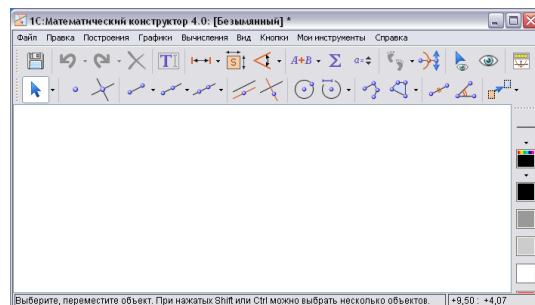 1С:Математический конструктор 4.0: [Безымянный] *
Файл Правка Построения Графики Вычисления Вид Кнопки Мои инструменты Справка
T S A+B Σ a=
Выберите, переместите объект. При нажатых Shift или Ctrl можно выбрать несколько объектов. +9,50 : +4,07